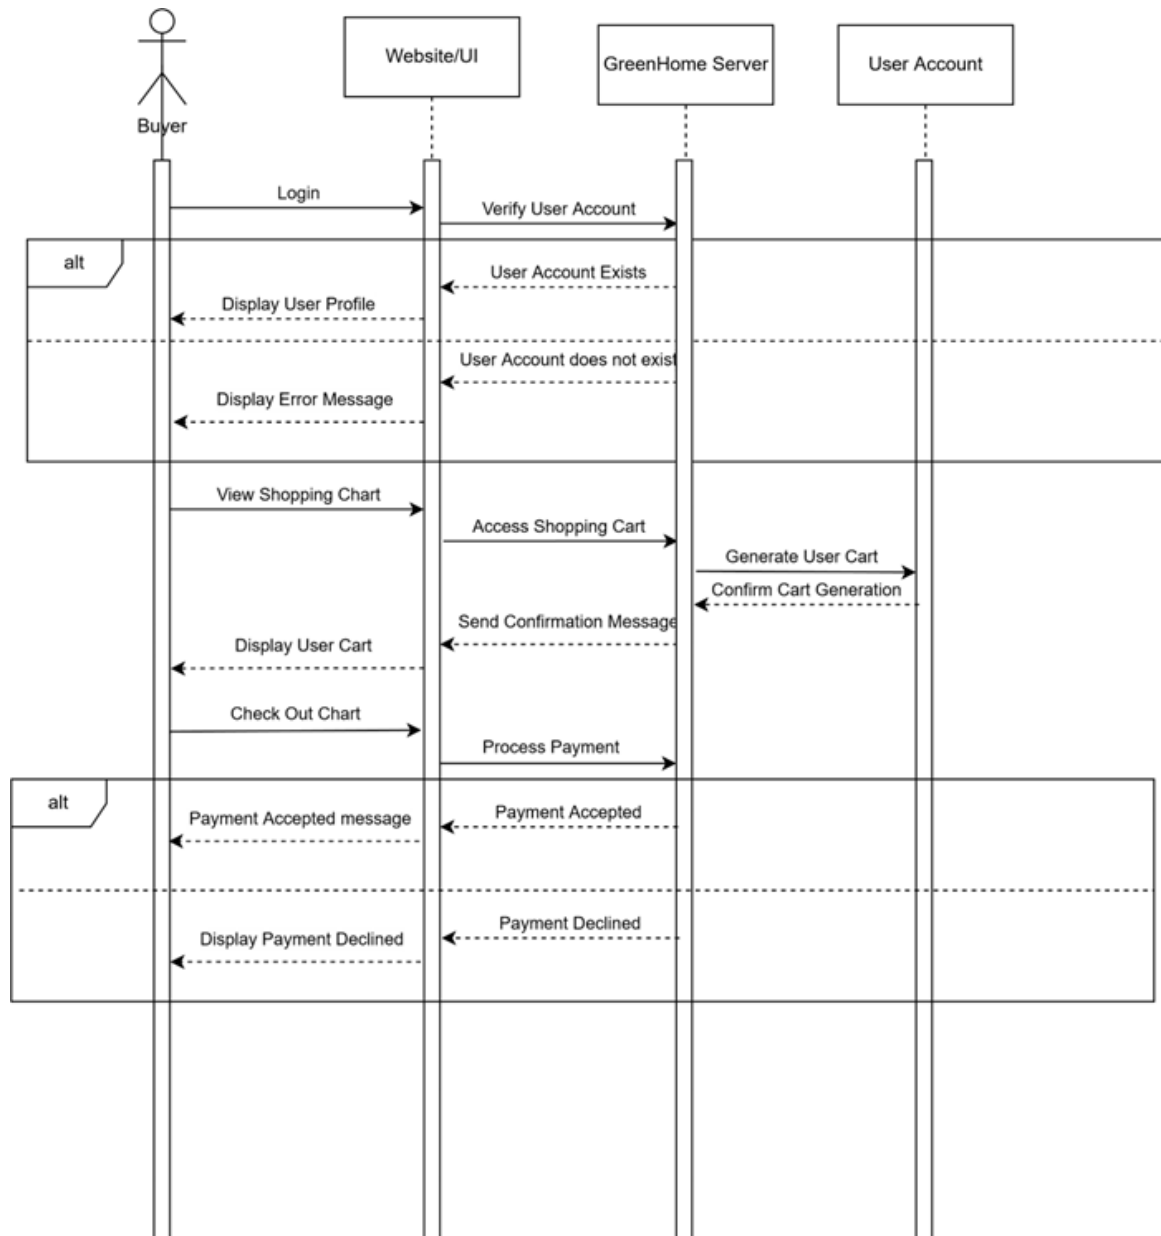 Website/UI
GreenHome Server
User Account
Buyer
Login
Verify User Account
alt
User Account Exists
Display User Profile
User Account does not exist
Display Error Message
View Shopping Chart
Access Shopping Cart
Generate User Cart
Confirm Cart Generation
Send Confirmation Message
Display User Cart
Check Out Chart
Process Payment
alt
Payment Accepted
Payment Accepted message
Payment Declined
Display Payment Declined